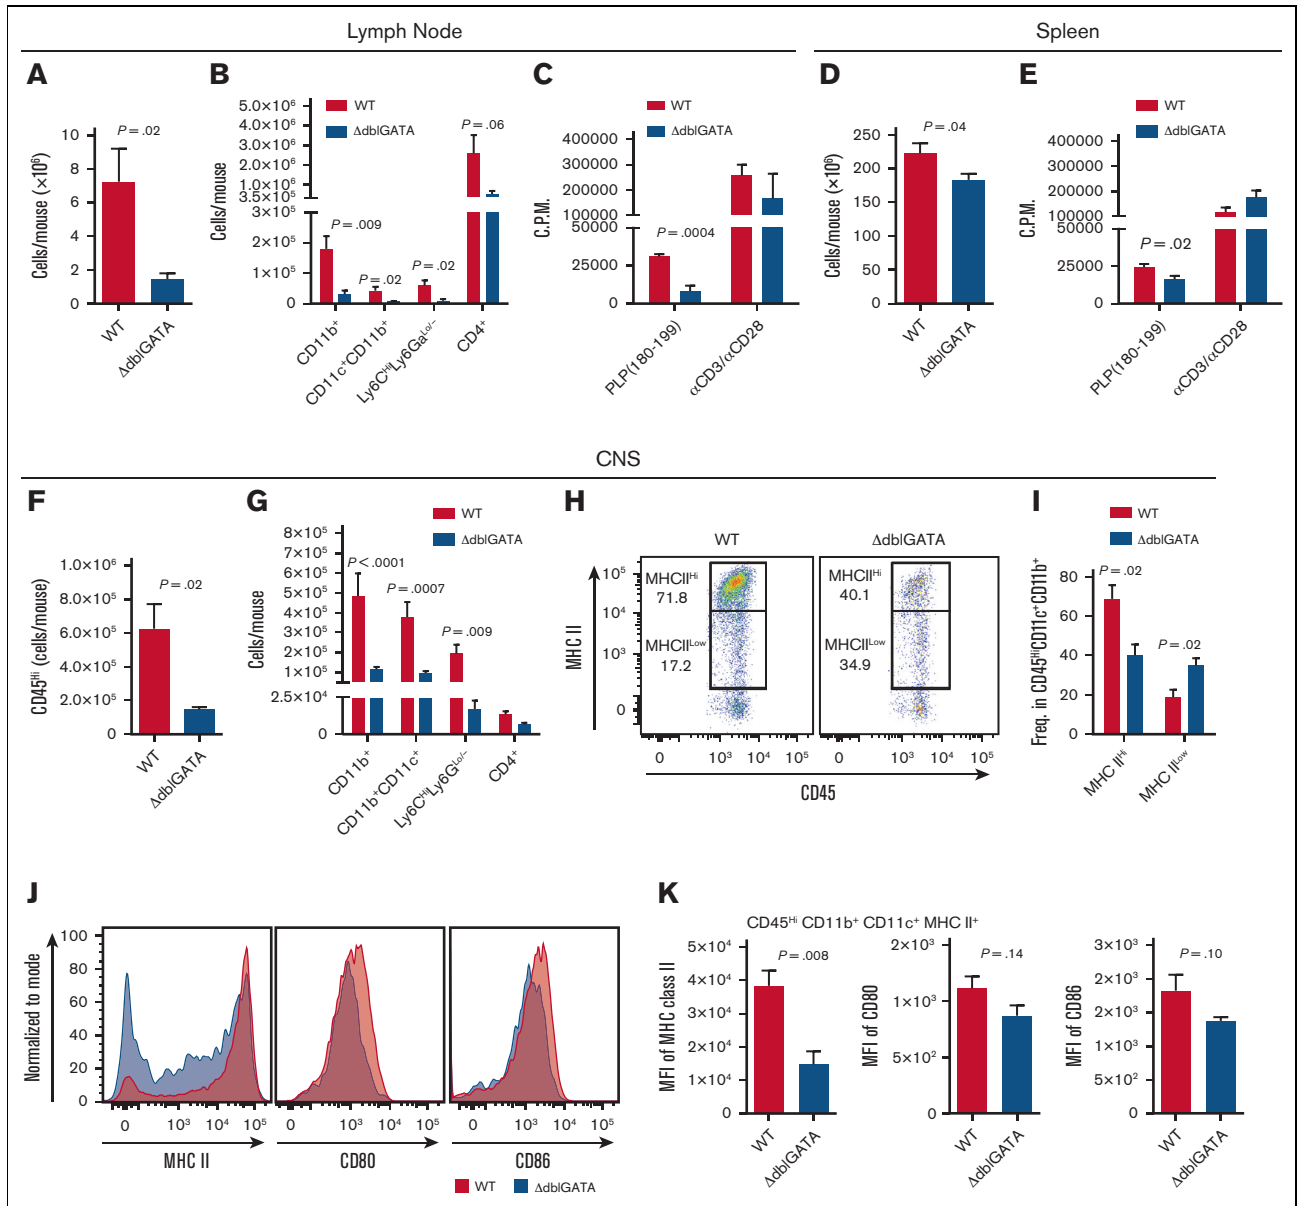 Lymph Node
Spleen
A
B
C
D
E
Cells/mouse (×10⁶)
10
8
6
4
2
0
P = .02
WT
ΔdblGATA
WT
ΔdblGATA
Cells/mouse
5.0×10⁶
4.0×10⁶
3.0×10⁶
2.0×10⁶
1.0×10⁶
3.5×10⁵
3×10⁵
2×10⁵
1×10⁵
0
P = .009
P = .02
P = .02
P = .06
CD11b⁺
CD11c⁺CD11b⁺
Ly6C^Hi Ly6Ga^Lo/−
CD4⁺
WT
ΔdblGATA
C.P.M.
400000
300000
200000
100000
50000
25000
0
P = .0004
PLP(180-199)
αCD3/αCD28
Cells/mouse (×10⁶)
250
200
150
100
50
0
P = .04
WT
ΔdblGATA
WT
ΔdblGATA
C.P.M.
400000
300000
200000
100000
50000
25000
0
P = .02
PLP(180-199)
αCD3/αCD28
CNS
F
G
H
I
CD45^Hi (cells/mouse)
1.0×10⁶
8.0×10⁵
6.0×10⁵
4.0×10⁵
2.0×10⁵
0
P = .02
WT
ΔdblGATA
WT
ΔdblGATA
Cells/mouse
8×10⁵
7×10⁵
6×10⁵
5×10⁵
4×10⁵
3×10⁵
2×10⁵
1×10⁵
2.5×10⁴
0
P < .0001
P = .0007
P = .009
CD11b⁺
CD11b⁺CD11c⁺
Ly6C^Hi Ly6G^Lo/−
CD4⁺
WT
ΔdblGATA
MHC II
10⁵
10⁴
10³
0
MHCII^Hi
71.8
MHCII^Low
17.2
MHCII^Hi
40.1
MHCII^Low
34.9
0 10³ 10⁴ 10⁵
0 10³ 10⁴ 10⁵
CD45
WT
ΔdblGATA
Freq. in CD45^Hi CD11c⁺CD11b⁺
80
60
40
20
0
P = .02
P = .02
MHC II^Hi
MHC II^Low
J
K
Normalized to mode
100
80
60
40
20
0
0 10³ 10⁴ 10⁵
0 10³ 10⁴ 10⁵
0 10³ 10⁴ 10⁵
MHC II
CD80
CD86
WT
ΔdblGATA
CD45^Hi CD11b⁺ CD11c⁺ MHC II⁺
MFI of MHC class II
5×10⁴
4×10⁴
3×10⁴
2×10⁴
1×10⁴
0
P = .008
WT
ΔdblGATA
MFI of CD80
2×10³
1×10³
5×10²
0
P = .14
WT
ΔdblGATA
MFI of CD86
3×10³
2×10³
2×10³
1×10³
5×10²
0
P = .10
WT
ΔdblGATA